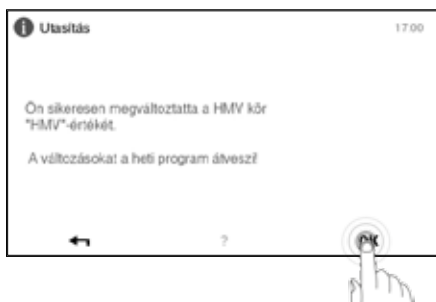 Utasítás
17:00
Ön sikeresen megváltoztatta a HMV kör
"HMV"-értékét.
A változásokat a heti program átveszi!
?
OK